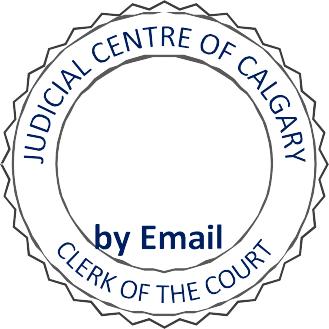 JUDICIAL CENTRE OF CALGARY
by Email
CLERK OF THE COURT